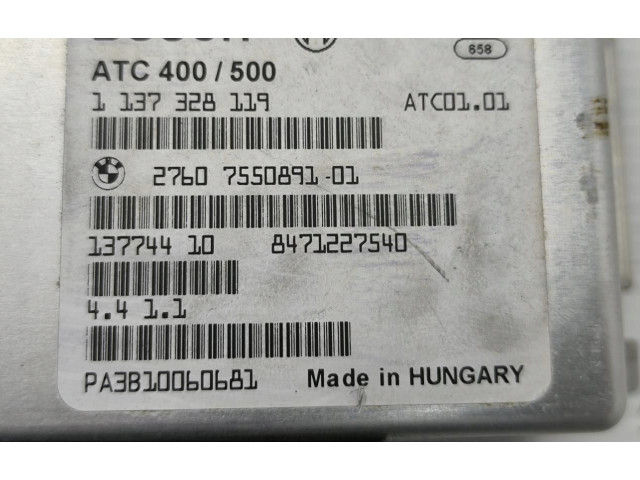 BOSCH
658
ATC 400 / 500
1 137 328 119 ATC01.01
2760 7550891-01
137744 10 8471227540
4.4 1.1
PA3B10060681 Made in HUNGARY